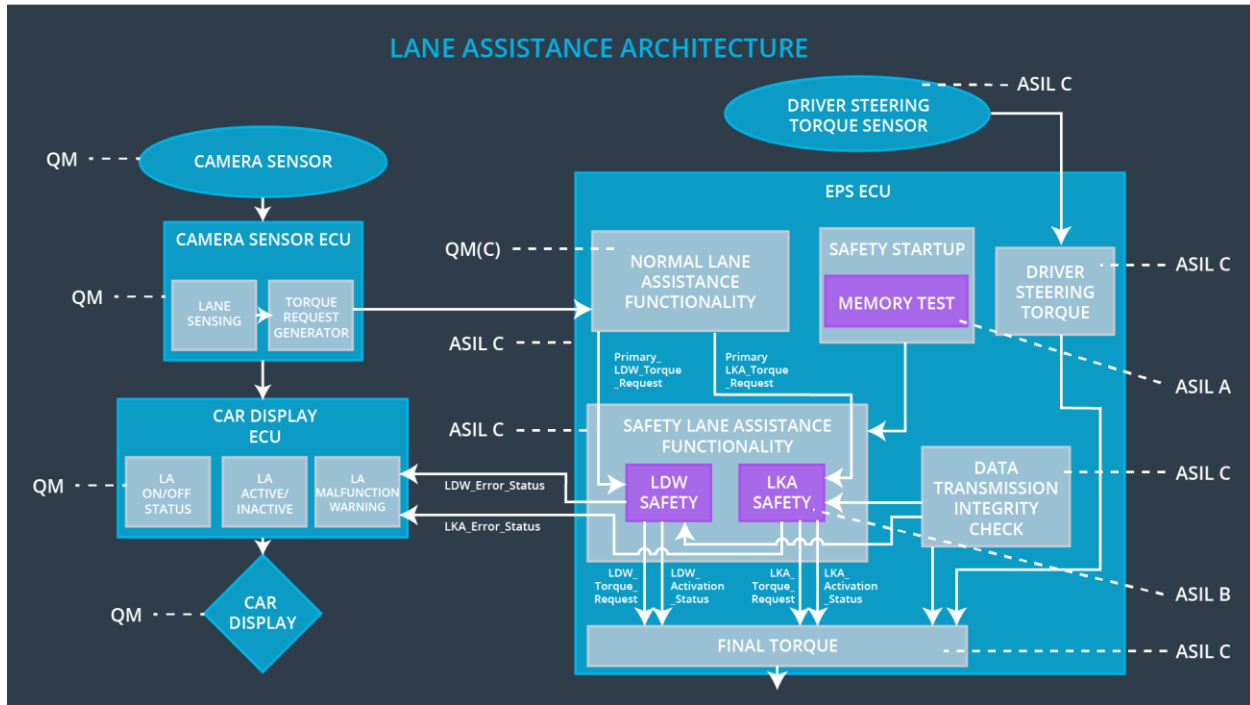 LANE ASSISTANCE ARCHITECTURE
ASIL C
DRIVER STEERING
TORQUE SENSOR
QM
CAMERA SENSOR
EPS ECU
CAMERA SENSOR ECU
QM
LANE
SENSING
TORQUE
REQUEST
GENERATOR
QM(C)
NORMAL LANE
ASSISTANCE
FUNCTIONALITY
SAFETY STARTUP
MEMORY TEST
DRIVER
STEERING
TORQUE
ASIL C
ASIL C
Primary_
LDW_Torque
_Request
Primary
LKA_Torque
_Request
ASIL A
CAR DISPLAY
ECU
ASIL C
SAFETY LANE ASSISTANCE
FUNCTIONALITY
QM
LA
ON/OFF
STATUS
LA
ACTIVE/
INACTIVE
LA
MALFUNCTION
WARNING
LDW_Error_Status
LKA_Error_Status
LDW
SAFETY
LKA
SAFETY
DATA
TRANSMISSION
INTEGRITY
CHECK
ASIL C
LDW_
Torque_
Request
LDW_
Activation
_Status
LKA_
Torque_
Request
LKA_
Activation
_Status
ASIL B
QM
CAR
DISPLAY
FINAL TORQUE
ASIL C